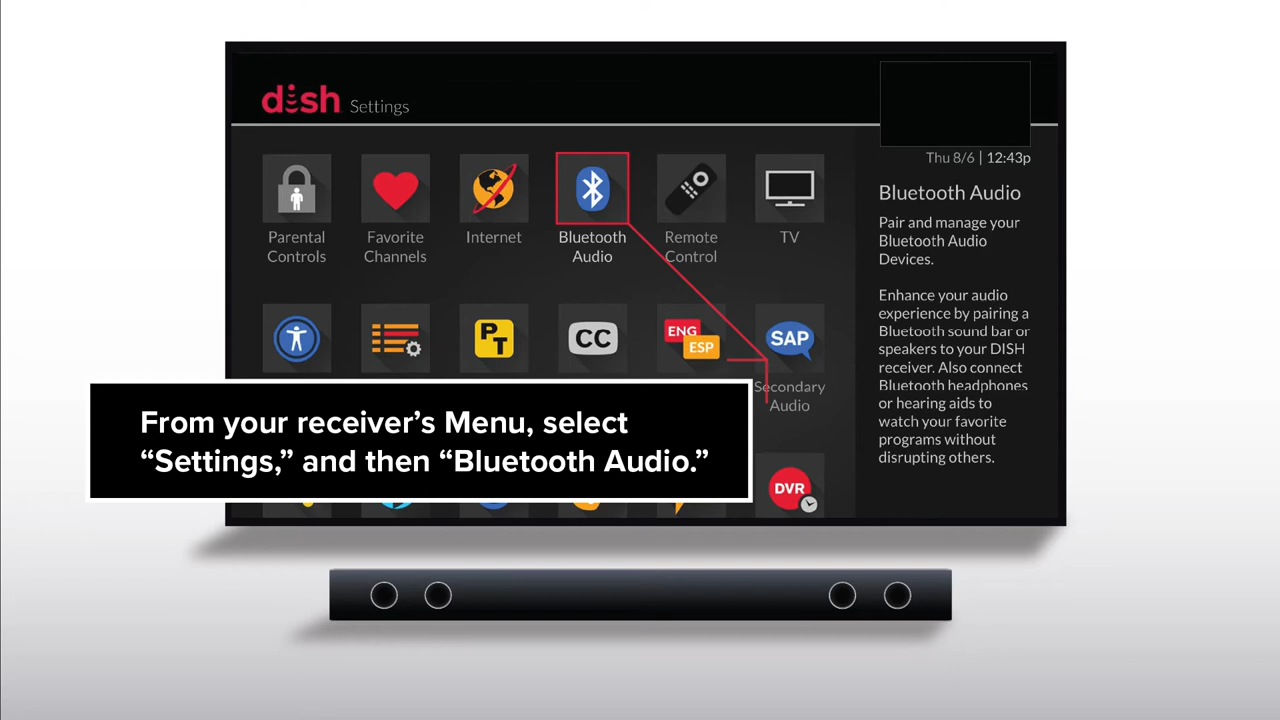 dish Settings
Thu 8/6 | 12:43p
Parental
Controls
Favorite
Channels
Internet
Bluetooth
Audio
Remote
Control
TV
Bluetooth Audio
Pair and manage your
Bluetooth Audio
Devices.
Enhance your audio
experience by pairing a
Bluetooth sound bar or
speakers to your DISH
receiver. Also connect
Bluetooth headphones
or hearing aids to
watch your favorite
programs without
disrupting others.
PT
CC
ENG
ESP
SAP
Secondary
Audio
From your receiver’s Menu, select
“Settings,” and then “Bluetooth Audio.”
DVR